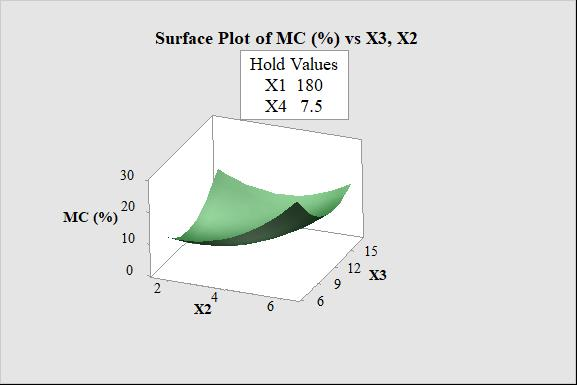 Surface Plot of MC (%) vs X3, X2
Hold Values
X1 180
X4 7.5
30
MC (%) 20
10
0
2
4
6
X2
6
9
12
15
X3